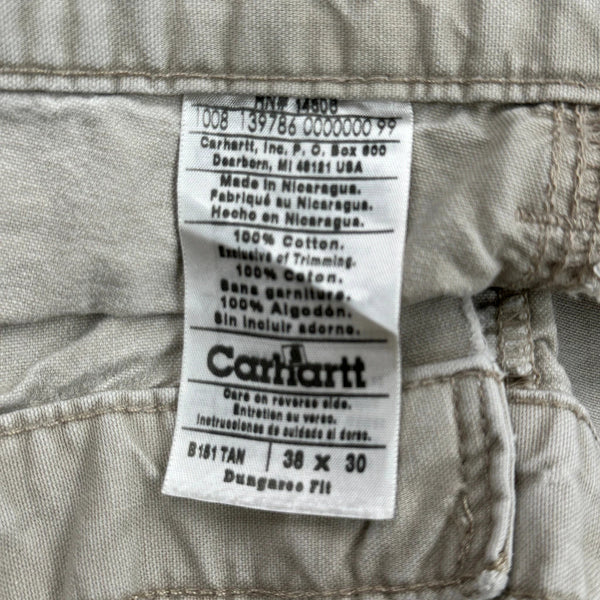 RN# 14806
1008 139786 0000000 99
Carhartt, Inc. P. O. Box 600
Dearborn, MI 48121 USA
Made in Nicaragua.
Fabriqué au Nicaragua.
Hecho en Nicaragua.
100% Cotton.
Exclusive of Trimming.
100% Coton.
Sans garniture.
100% Algodón.
Sin incluir adorno.
Carhartt
Care on reverse side.
Entretien au verso.
Instrucciones de cuidado al dorso.
B151 TAN 38 x 30
Dungaree Fit